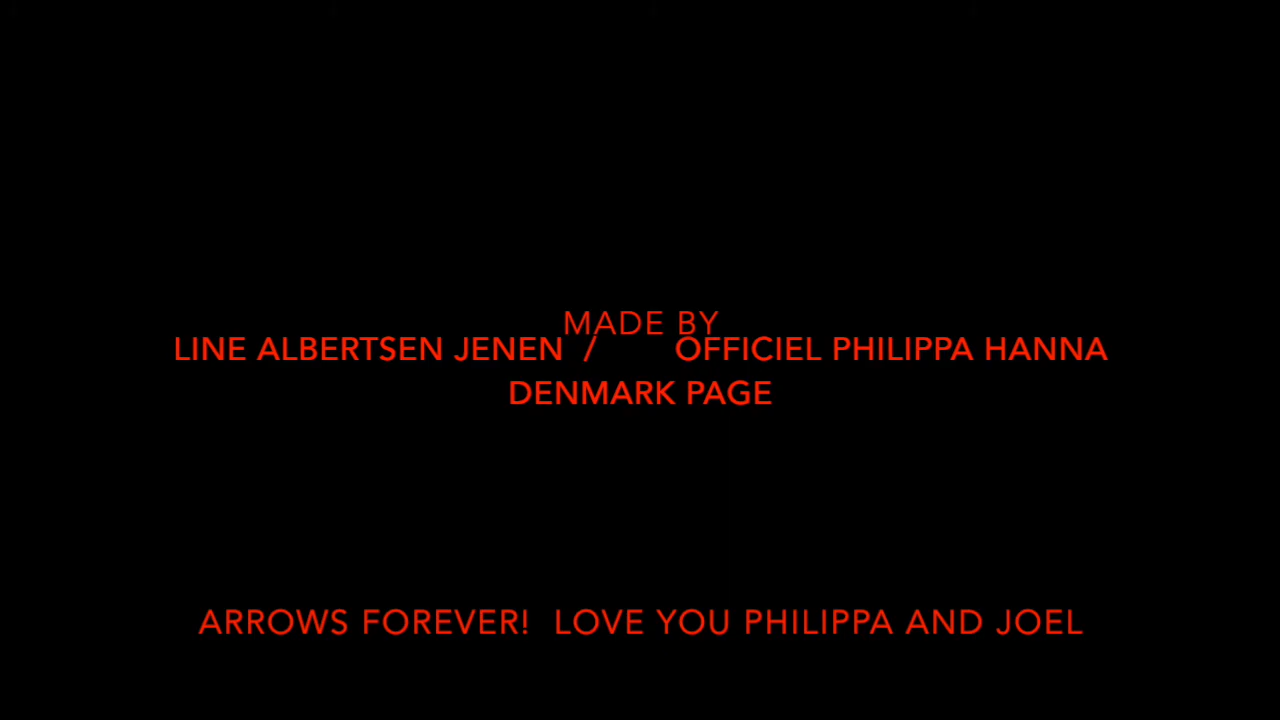 MADE BY
LINE ALBERTSEN JENEN / OFFICIEL PHILIPPA HANNA
DENMARK PAGE
ARROWS FOREVER! LOVE YOU PHILIPPA AND JOEL